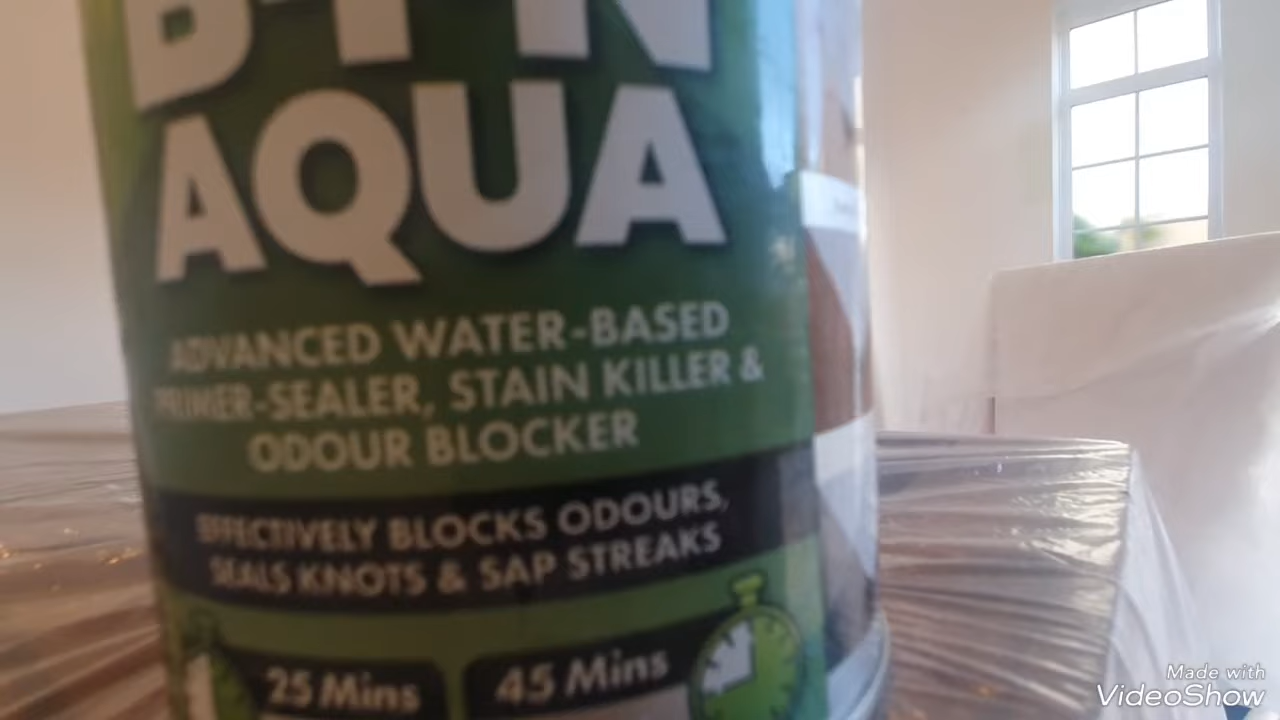 AQUA
ADVANCED WATER-BASED
PRIMER-SEALER, STAIN KILLER &
ODOUR BLOCKER
EFFECTIVELY BLOCKS ODOURS,
SEALS KNOTS & SAP STREAKS
25 Mins
45 Mins
Made with
VideoShow